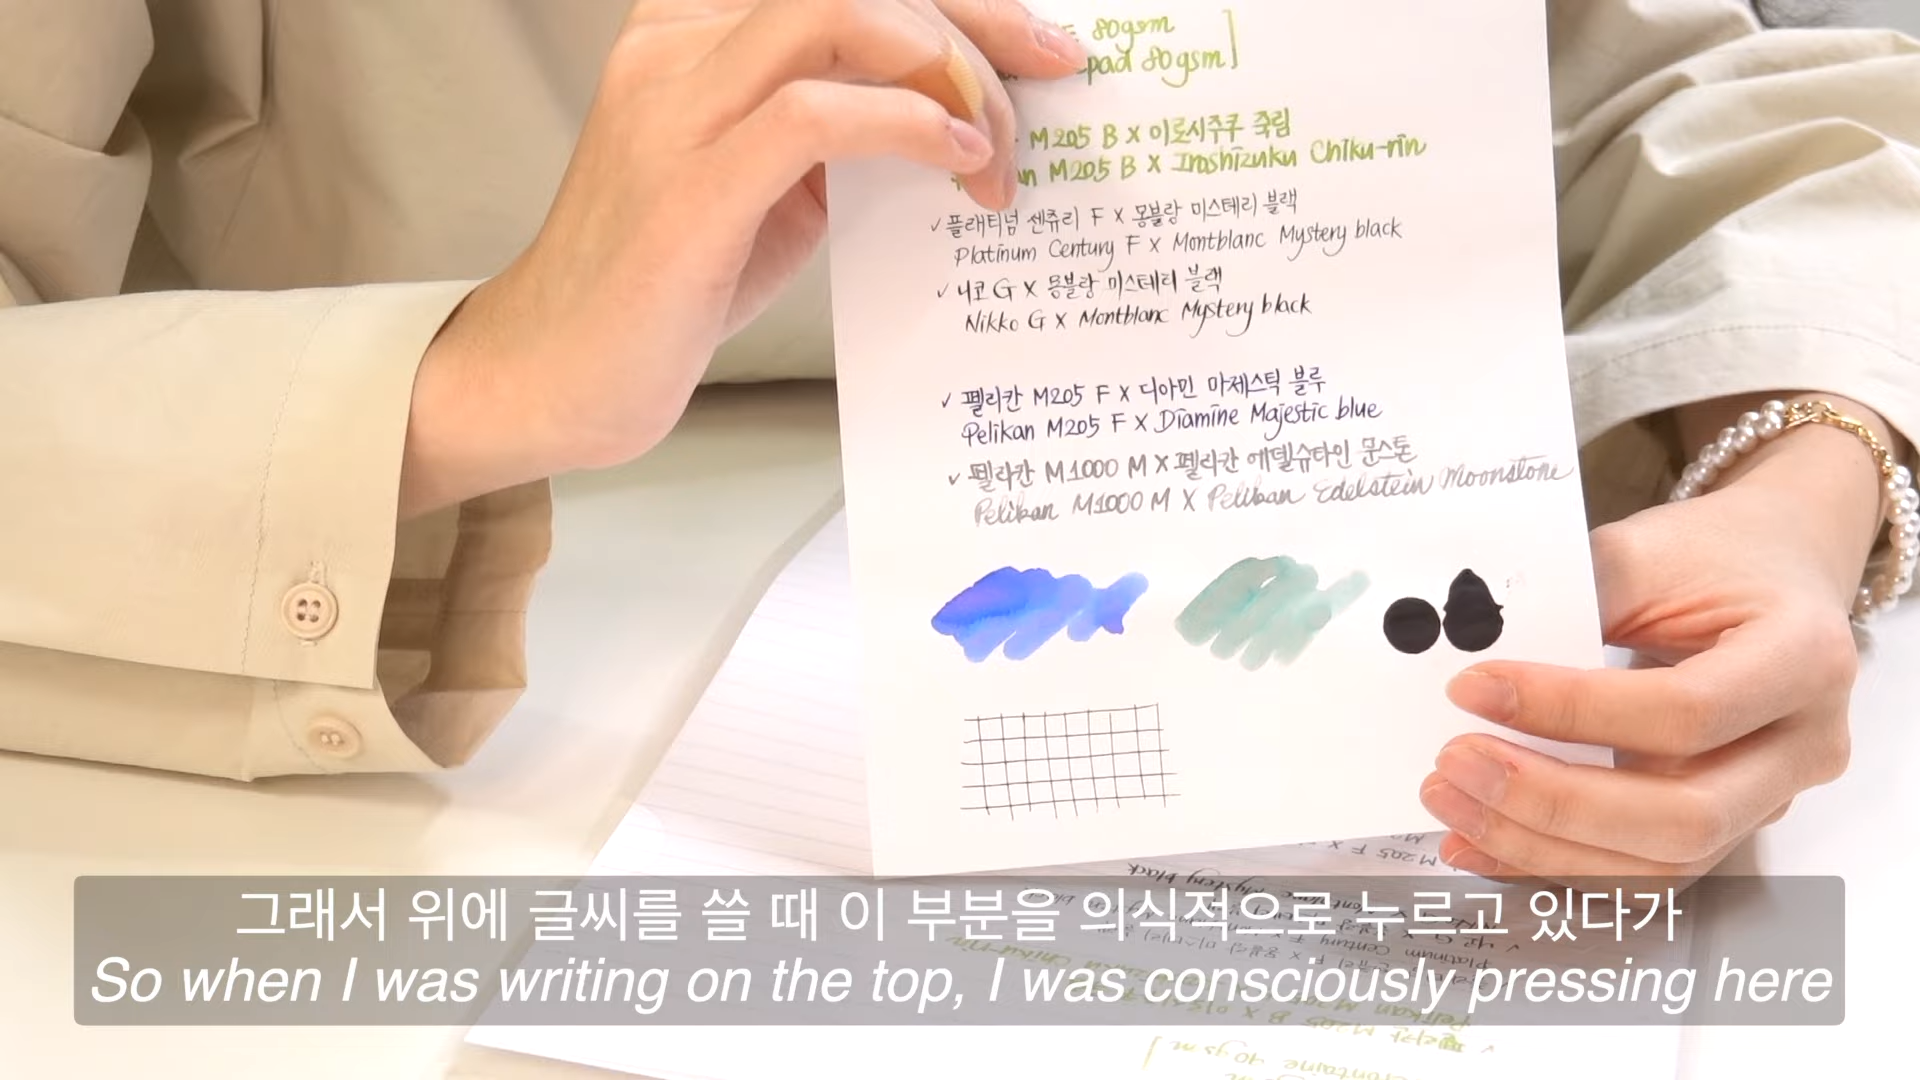 80gsm
pad 80gsm]
M205 B X 이로시주쿠 죽림
M205 B X Iroshizuku Chiku-rin
✓ 플래티넘 센츄리 F X 몽블랑 미스테리 블랙
Platinum Century F X Montblanc Mystery black
✓ 니코 G X 몽블랑 미스테리 블랙
Nikko G X Montblanc Mystery black
✓ 펠리칸 M205 F X 디아민 마제스틱 블루
Pelikan M205 F X Diamine Majestic blue
✓ 펠리칸 M1000 M X 펠리칸 에델슈타인 문스톤
Pelikan M1000 M X Pelikan Edelstein Moonstone
그래서 위에 글씨를 쓸 때 이 부분을 의식적으로 누르고 있다가
So when I was writing on the top, I was consciously pressing here